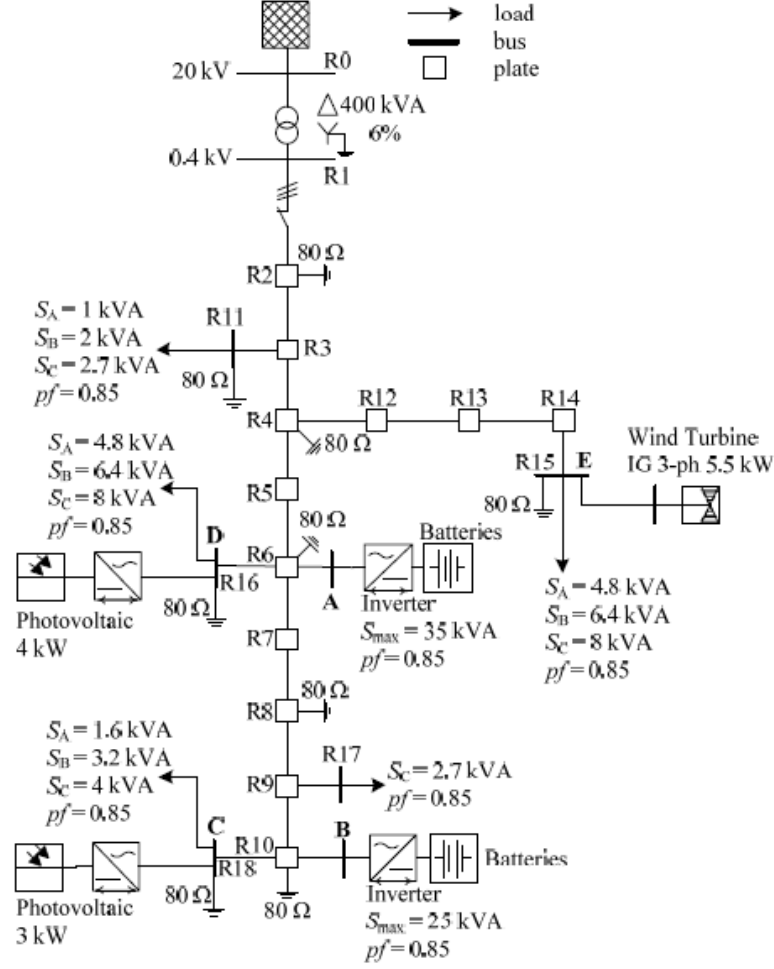 load
bus
plate
R0
20 kV
400 kVA
6%
0.4 kV
R1
80 Ω
R2
S_A = 1 kVA
S_B = 2 kVA
S_C = 2.7 kVA
pf = 0.85
R11
80 Ω
R3
R4
80 Ω
R12
R13
R14
R15
E
80 Ω
Wind Turbine
IG 3-ph 5.5 kW
S_A = 4.8 kVA
S_B = 6.4 kVA
S_C = 8 kVA
pf = 0.85
S_A = 4.8 kVA
S_B = 6.4 kVA
S_C = 8 kVA
pf = 0.85
R5
80 Ω
R6
D
R16
80 Ω
Photovoltaic
4 kW
A
Batteries
Inverter
S_max = 35 kVA
pf = 0.85
R7
80 Ω
R8
R17
R9
S_C = 2.7 kVA
pf = 0.85
S_A = 1.6 kVA
S_B = 3.2 kVA
S_C = 4 kVA
pf = 0.85
C
R10
R18
80 Ω
80 Ω
Photovoltaic
3 kW
B
Batteries
Inverter
S_max = 25 kVA
pf = 0.85